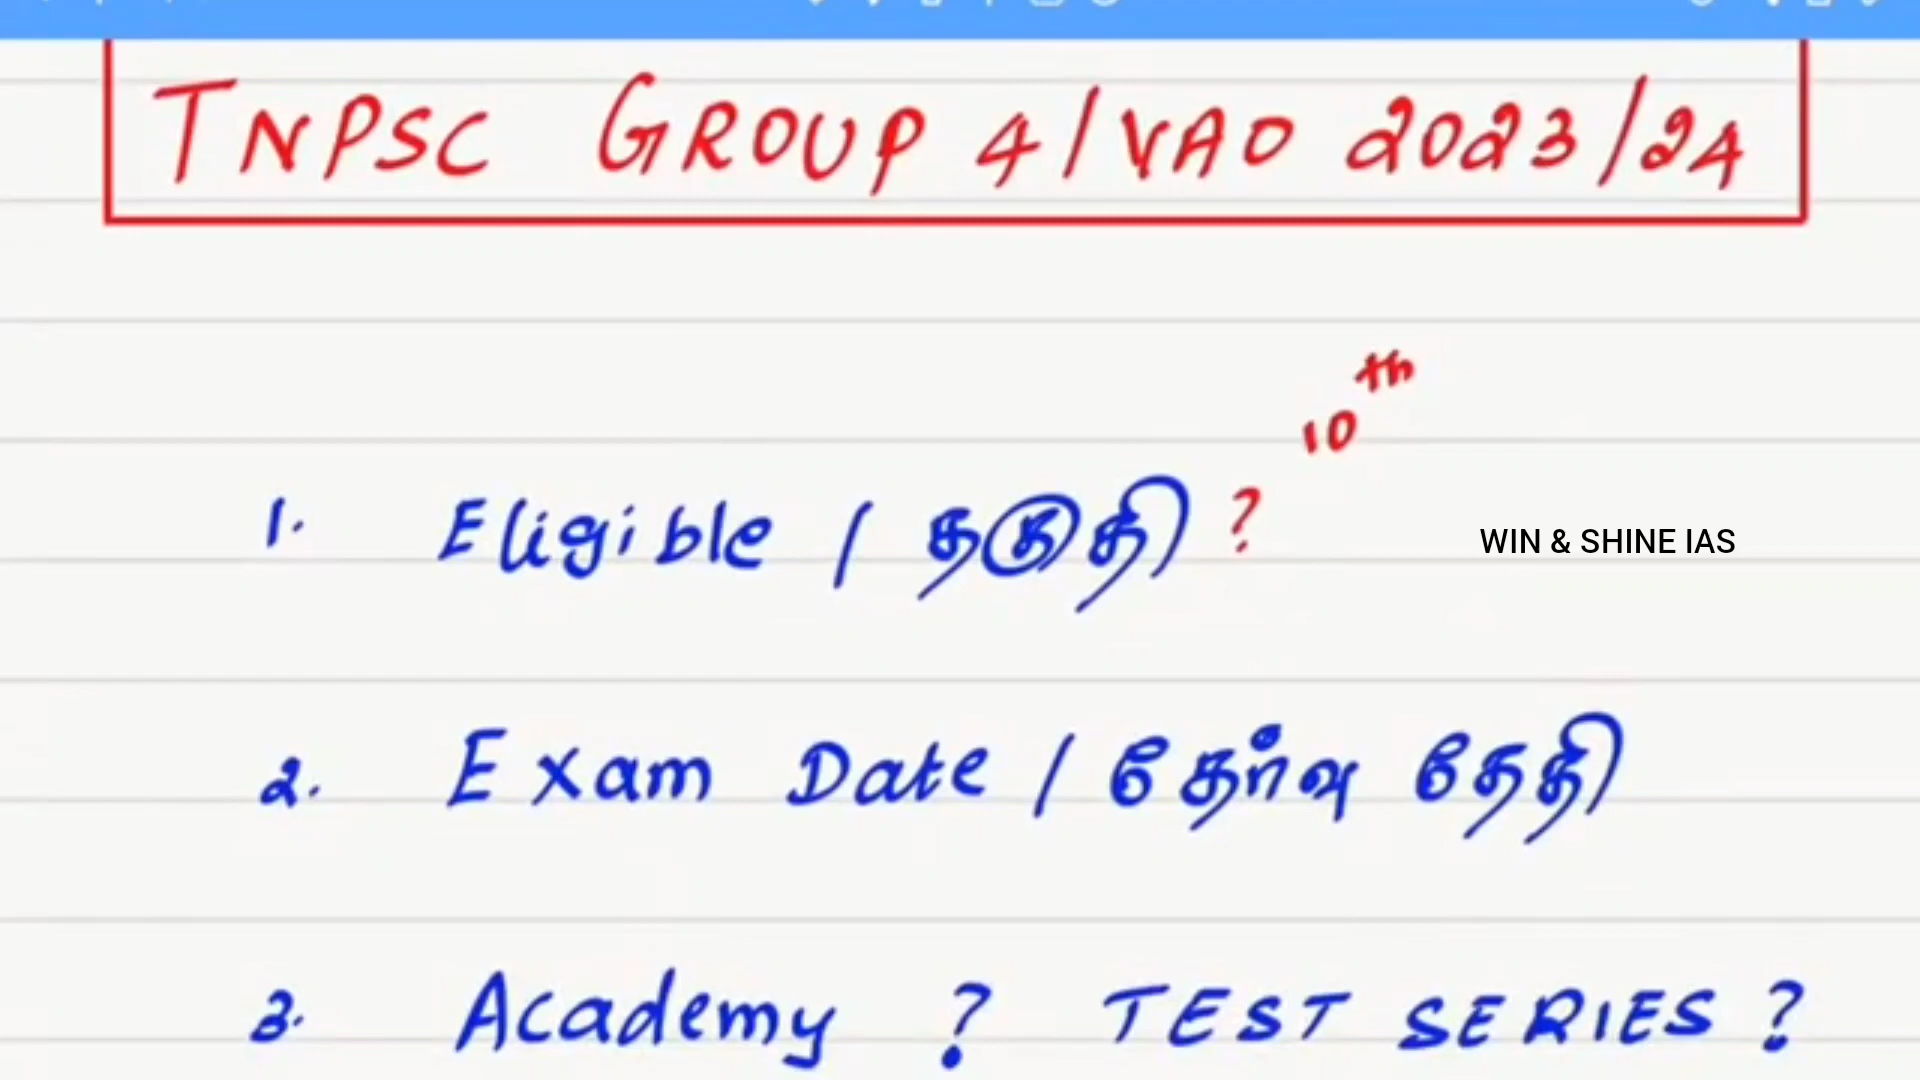 TNPSC GROUP 4/VAO 2023/24
10th
1. Eligible / தகுதி ?
WIN & SHINE IAS
2. Exam Date / தேர்வு தேதி
3. Academy ? TEST SERIES ?